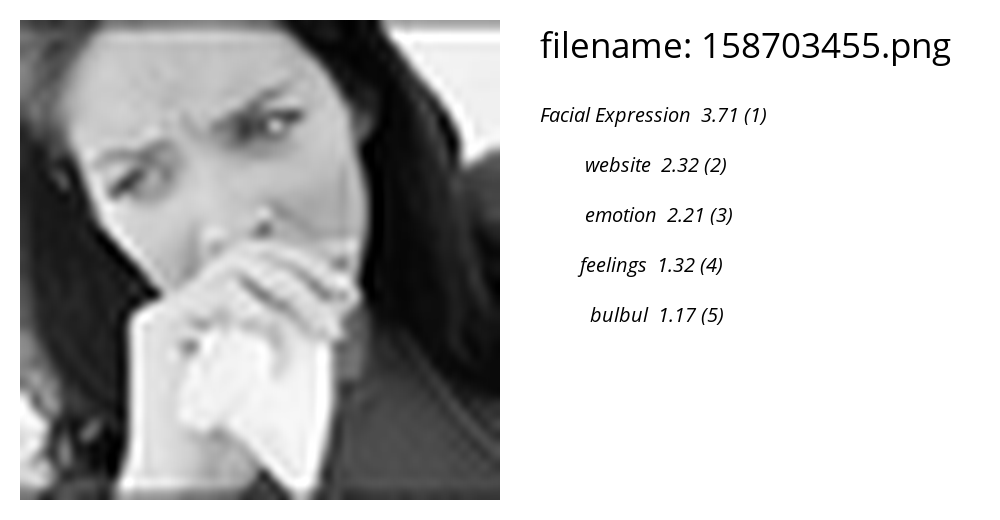 filename: 158703455.png
Facial Expression 3.71 (1)
website 2.32 (2)
emotion 2.21 (3)
feelings 1.32 (4)
bulbul 1.17 (5)